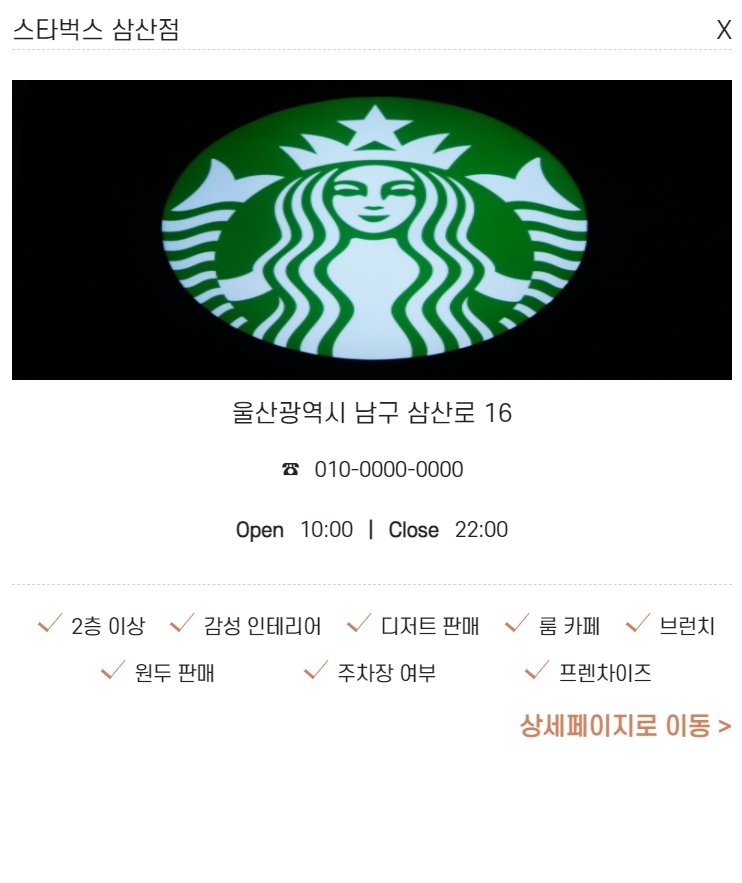 스타벅스 삼산점 X
울산광역시 남구 삼산로 16
☎ 010-0000-0000
Open 10:00 | Close 22:00
2층 이상 감성 인테리어 디저트 판매 룸 카페 브런치
원두 판매 주차장 여부 프렌차이즈
상세페이지로 이동 >